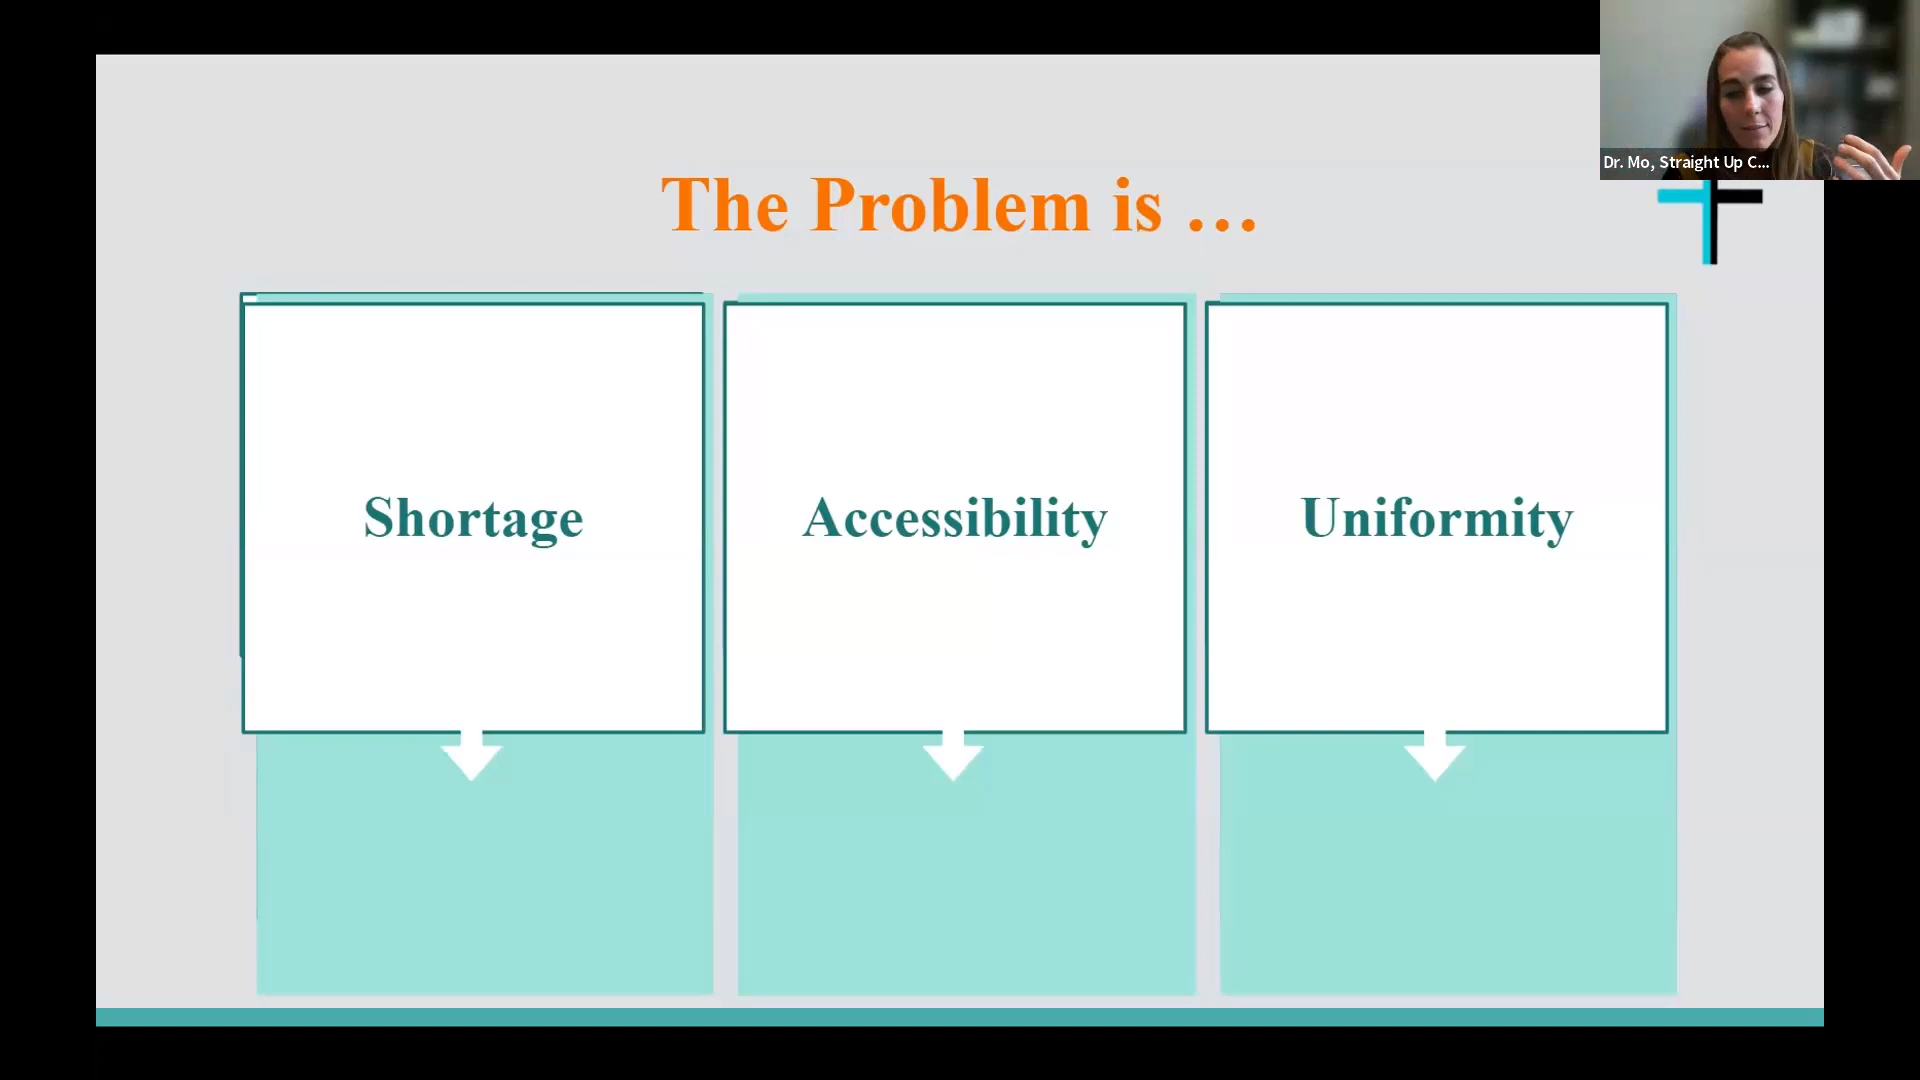 Dr. Mo, Straight Up C...
The Problem is ...
Shortage
Accessibility
Uniformity